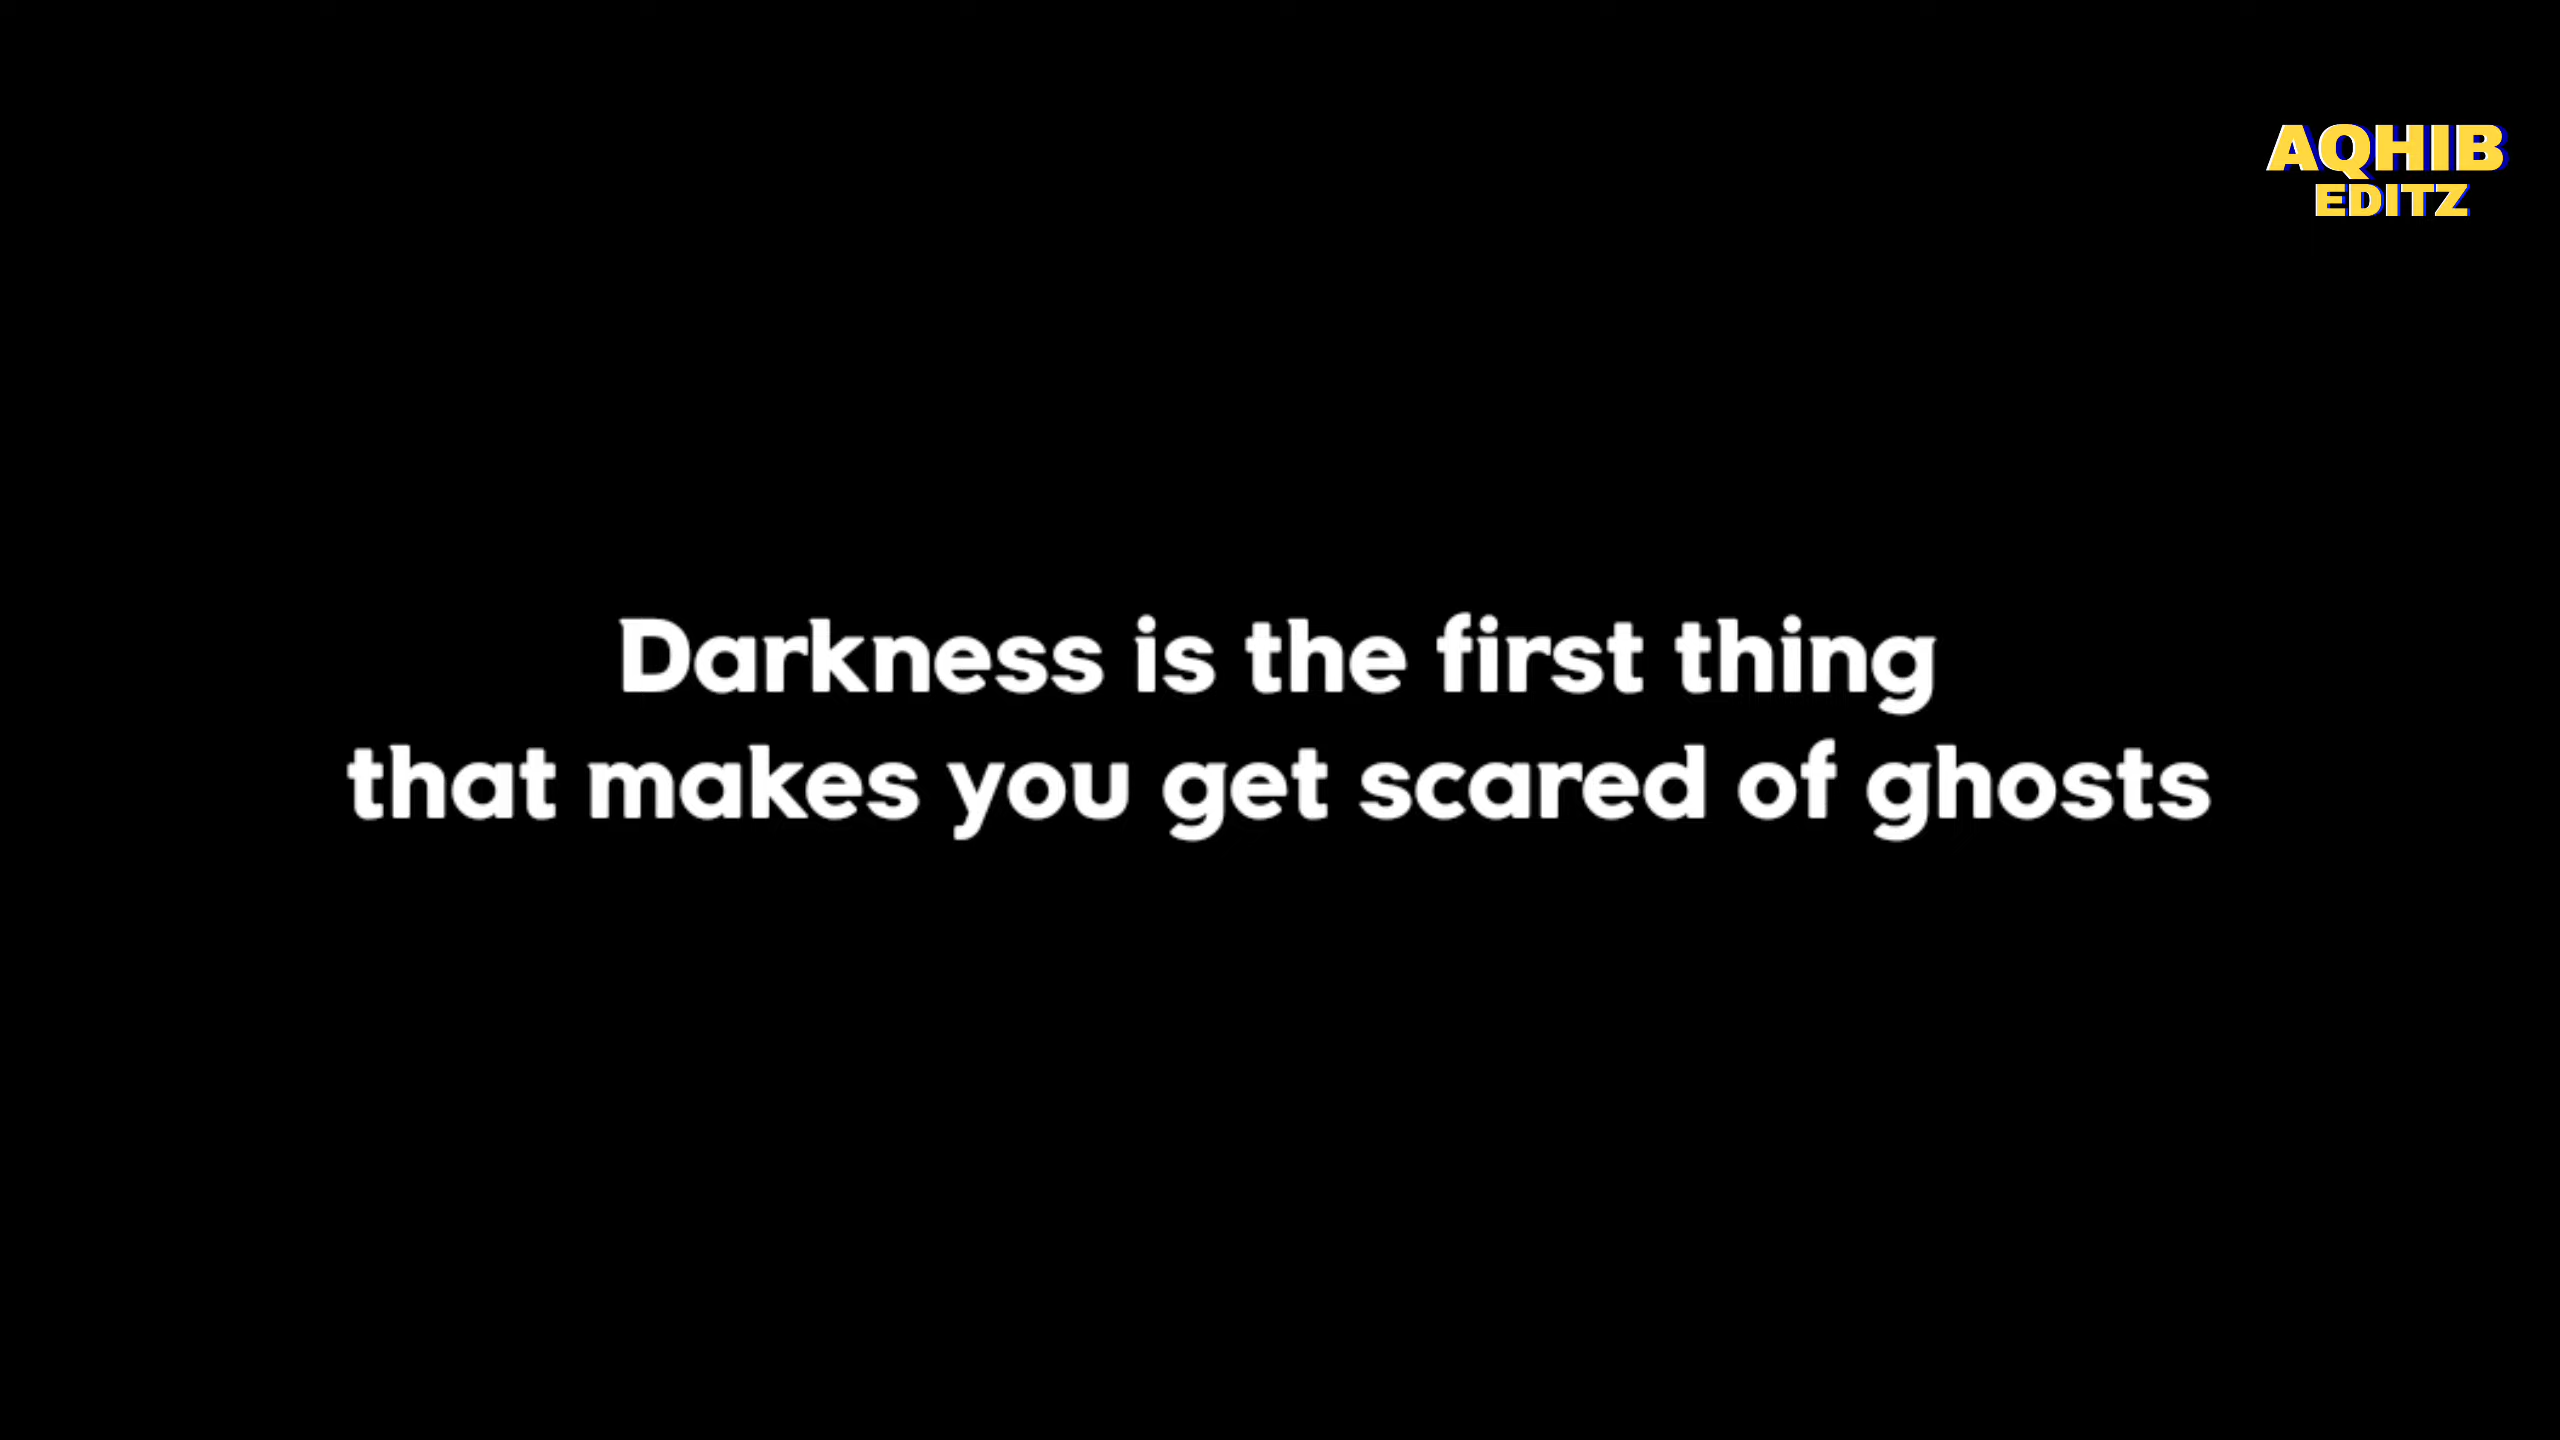 AQHIB
EDITZ
Darkness is the first thing
that makes you get scared of ghosts